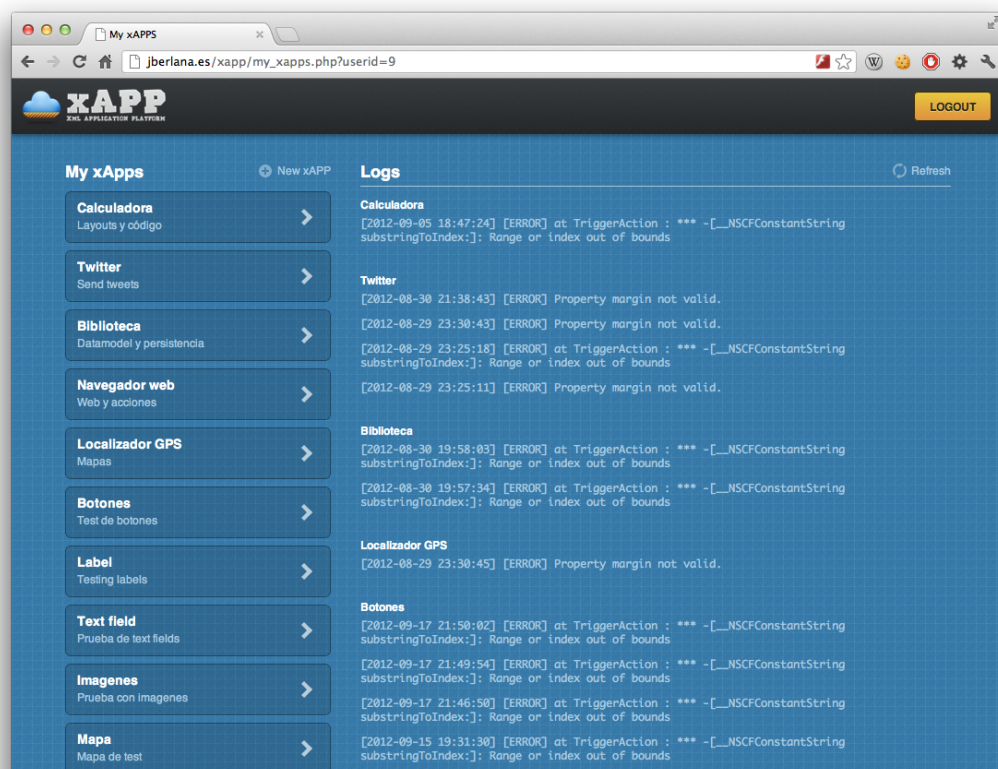 My xAPPS
jberlana.es/xapp/my_xapps.php?userid=9
xAPP
XML APPLICATION PLATFORM
LOGOUT
My xApps
New xAPP
Calculadora
Layouts y código
Twitter
Send tweets
Biblioteca
Datamodel y persistencia
Navegador web
Web y acciones
Localizador GPS
Mapas
Botones
Test de botones
Label
Testing labels
Text field
Prueba de text fields
Imagenes
Prueba con imagenes
Mapa
Mapa de test
Logs
Refresh
Calculadora
[2012-09-05 18:47:24] [ERROR] at TriggerAction : *** -[__NSCFConstantString
substringToIndex:]: Range or index out of bounds
Twitter
[2012-08-30 21:38:43] [ERROR] Property margin not valid.
[2012-08-29 23:30:43] [ERROR] Property margin not valid.
[2012-08-29 23:25:18] [ERROR] at TriggerAction : *** -[__NSCFConstantString
substringToIndex:]: Range or index out of bounds
[2012-08-29 23:25:11] [ERROR] Property margin not valid.
Biblioteca
[2012-08-30 19:58:03] [ERROR] at TriggerAction : *** -[__NSCFConstantString
substringToIndex:]: Range or index out of bounds
[2012-08-30 19:57:34] [ERROR] at TriggerAction : *** -[__NSCFConstantString
substringToIndex:]: Range or index out of bounds
Localizador GPS
[2012-08-29 23:30:45] [ERROR] Property margin not valid.
Botones
[2012-09-17 21:50:02] [ERROR] at TriggerAction : *** -[__NSCFConstantString
substringToIndex:]: Range or index out of bounds
[2012-09-17 21:49:54] [ERROR] at TriggerAction : *** -[__NSCFConstantString
substringToIndex:]: Range or index out of bounds
[2012-09-17 21:46:50] [ERROR] at TriggerAction : *** -[__NSCFConstantString
substringToIndex:]: Range or index out of bounds
[2012-09-15 19:31:30] [ERROR] at TriggerAction : *** -[__NSCFConstantString
substringToIndex:]: Range or index out of bounds